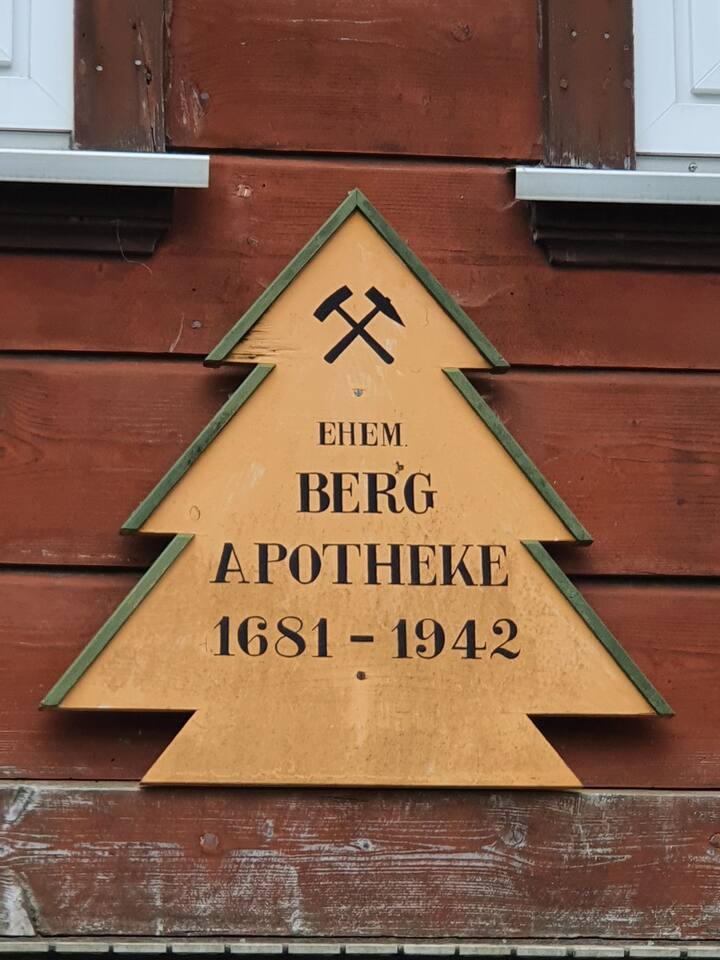 EHEM.
BERG
APOTHEKE
1681 - 1942